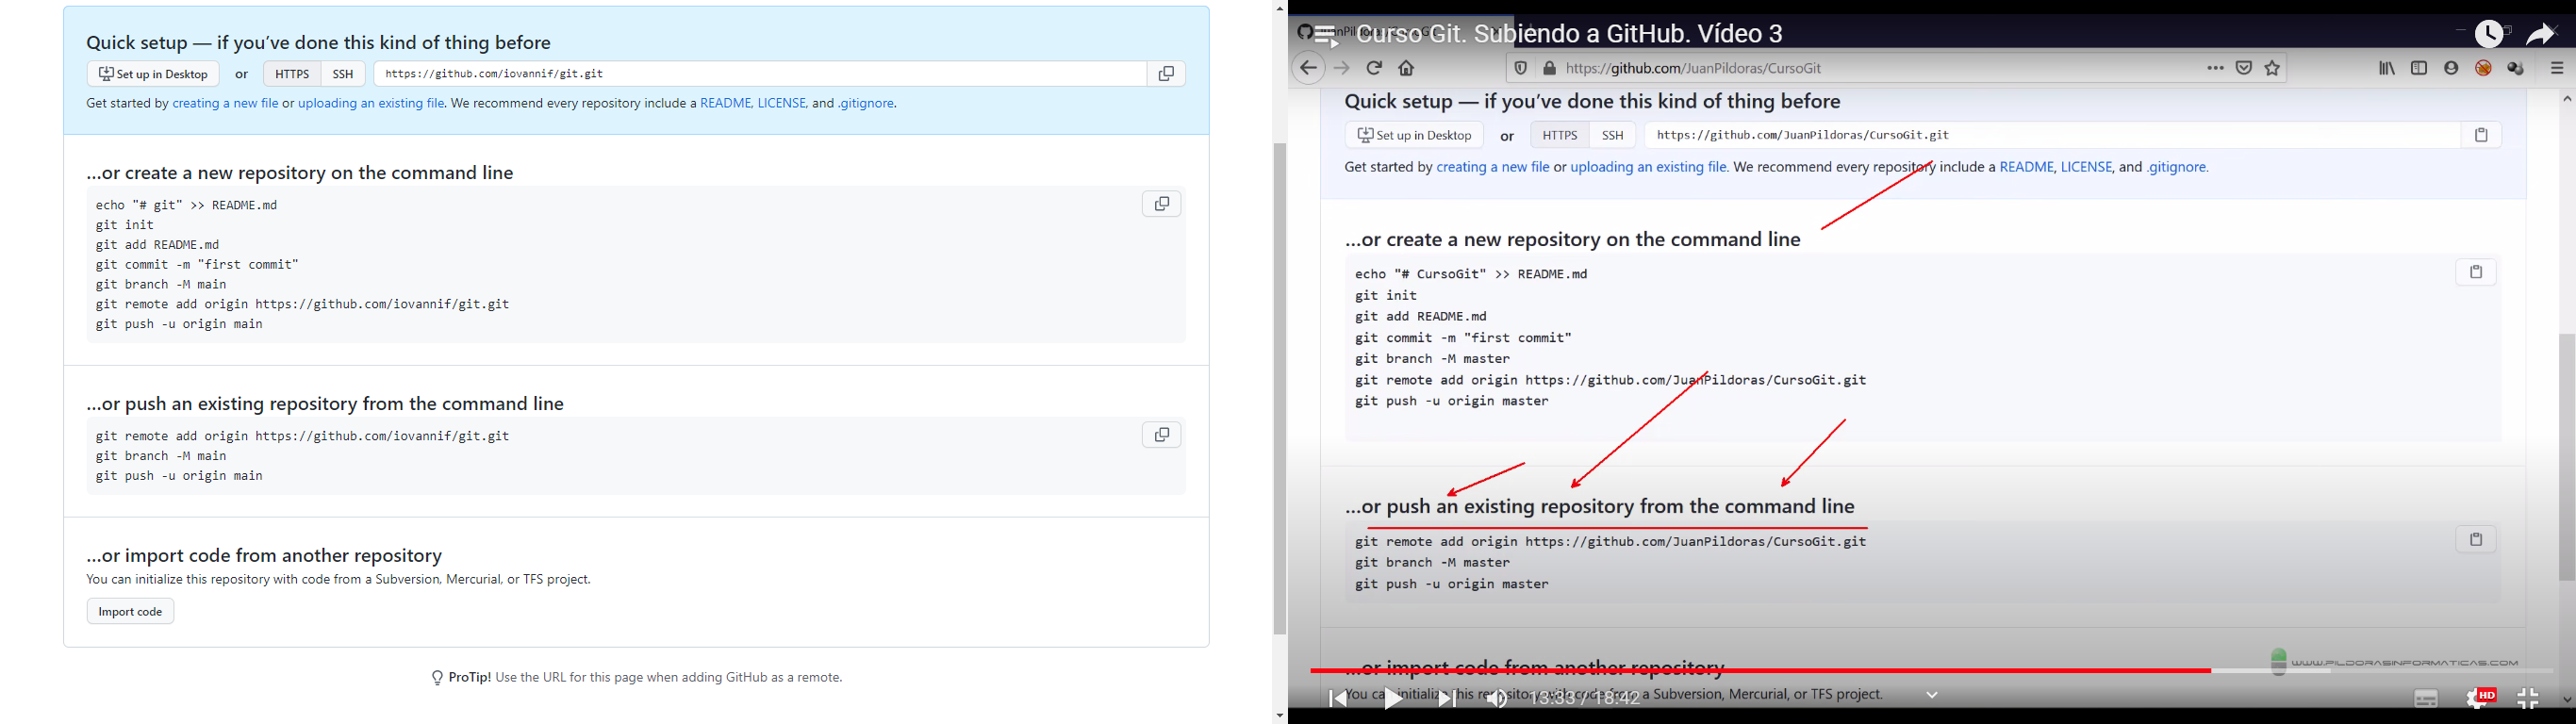 Quick setup — if you've done this kind of thing before
Set up in Desktop or HTTPS SSH https://github.com/iovannif/git.git
Get started by creating a new file or uploading an existing file. We recommend every repository include a README, LICENSE, and .gitignore.
...or create a new repository on the command line
echo "# git" >> README.md
git init
git add README.md
git commit -m "first commit"
git branch -M main
git remote add origin https://github.com/iovannif/git.git
git push -u origin main
...or push an existing repository from the command line
git remote add origin https://github.com/iovannif/git.git
git branch -M main
git push -u origin main
...or import code from another repository
You can initialize this repository with code from a Subversion, Mercurial, or TFS project.
Import code
ProTip! Use the URL for this page when adding GitHub as a remote.
Curso Git. Subiendo a GitHub. Vídeo 3
https://github.com/JuanPildoras/CursoGit
Quick setup — if you've done this kind of thing before
Set up in Desktop or HTTPS SSH https://github.com/JuanPildoras/CursoGit.git
Get started by creating a new file or uploading an existing file. We recommend every repository include a README, LICENSE, and .gitignore.
...or create a new repository on the command line
echo "# CursoGit" >> README.md
git init
git add README.md
git commit -m "first commit"
git branch -M master
git remote add origin https://github.com/JuanPildoras/CursoGit.git
git push -u origin master
...or push an existing repository from the command line
git remote add origin https://github.com/JuanPildoras/CursoGit.git
git branch -M master
git push -u origin master
...or import code from another repository
WWW.PILDORASINFORMATICAS.COM
You can initialize this repository with code from a Subversion, Mercurial, or TFS project.
13:33 / 18:42
HD